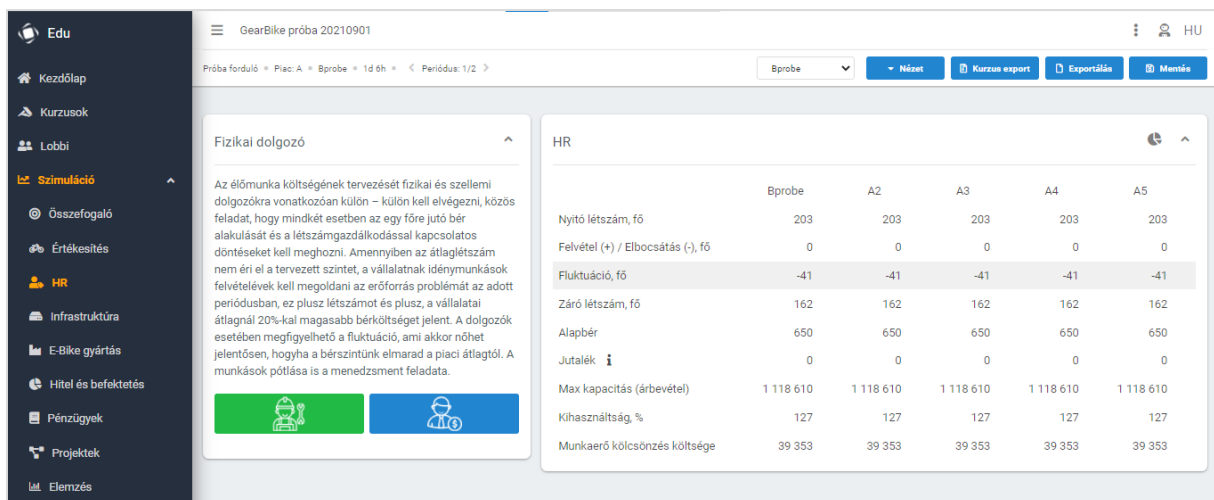 Edu
GearBike próba 20210901
HU
Próba forduló Piac: A Bprobe 1d 6h Periódus: 1/2
Bprobe
Nézet
Kurzus export
Exportálás
Mentés
Kezdőlap
Kurzusok
Lobbi
Szimuláció
Összefogaló
Értékesítés
HR
Infrastruktúra
E-Bike gyártás
Hitel és befektetés
Pénzügyek
Projektek
Elemzés
Fizikai dolgozó
Az élőmunka költségének tervezését fizikai és szellemi
dolgozókra vonatkozóan külön – külön kell elvégezni, közös
feladat, hogy mindkét esetben az egy főre jutó bér
alakulását és a létszámgazdálkodással kapcsolatos
döntéseket kell meghozni. Amennyiben az átlaglétszám
nem éri el a tervezett szintet, a vállalatnak idénymunkások
felvételévek kell megoldani az erőforrás problémát az adott
periódusban, ez plusz létszámot és plusz, a vállalatai
átlagnál 20%-kal magasabb bérköltséget jelent. A dolgozók
esetében megfigyelhető a fluktuáció, ami akkor nőhet
jelentősen, hogyha a bérszintünk elmarad a piaci átlagtól. A
munkások pótlása is a menedzsment feladata.
HR
Bprobe A2 A3 A4 A5
Nyitó létszám, fő 203 203 203 203 203
Felvétel (+) / Elbocsátás (-), fő 0 0 0 0 0
Fluktuáció, fő -41 -41 -41 -41 -41
Záró létszám, fő 162 162 162 162 162
Alapbér 650 650 650 650 650
Jutalék 0 0 0 0 0
Max kapacitás (árbevétel) 1 118 610 1 118 610 1 118 610 1 118 610 1 118 610
Kihasználtság, % 127 127 127 127 127
Munkaerő kölcsönzés költsége 39 353 39 353 39 353 39 353 39 353